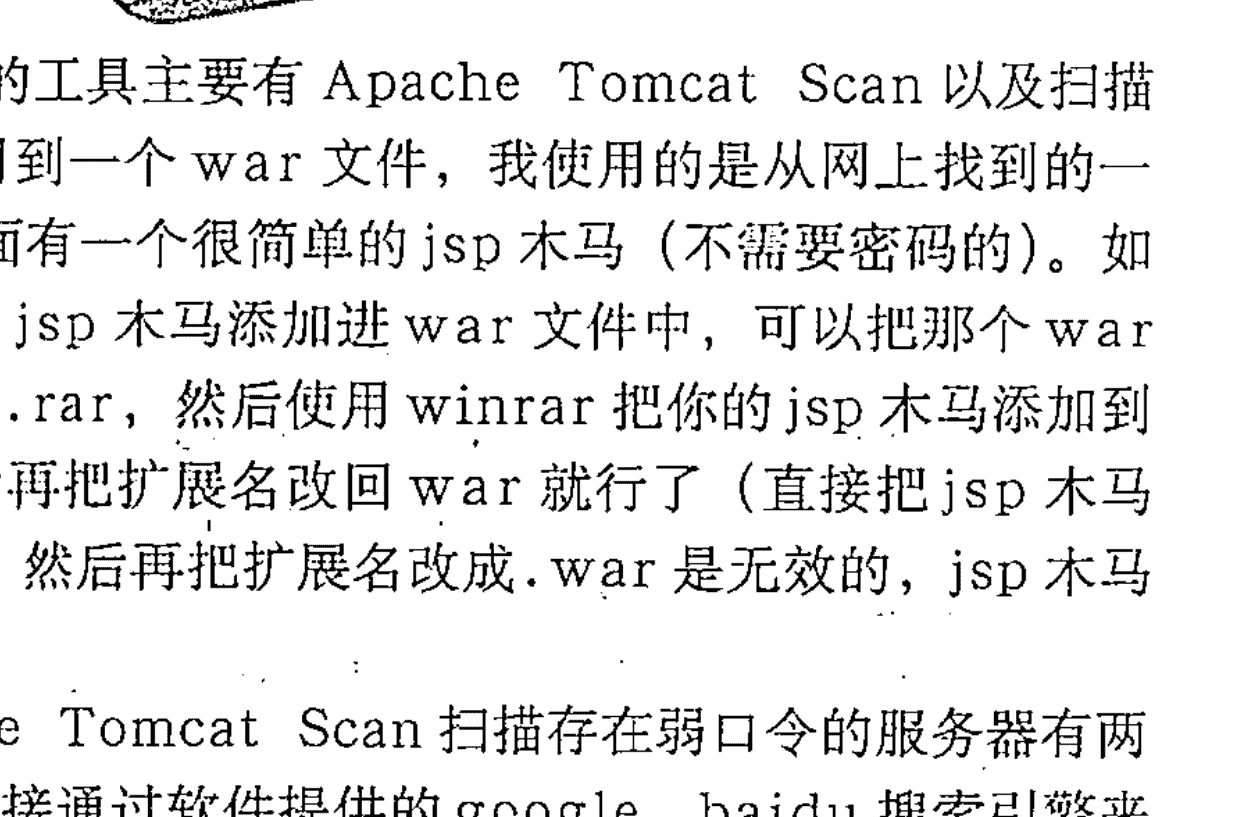 的工具主要有 Apache Tomcat Scan 以及扫描
到一个 war 文件，我使用的是从网上找到的一
面有一个很简单的 jsp 木马（不需要密码的）。如
jsp 木马添加进 war 文件中，可以把那个 war
.rar，然后使用 winrar 把你的 jsp 木马添加到
再把扩展名改回 war 就行了（直接把 jsp 木马
然后再把扩展名改成.war 是无效的，jsp 木马
e Tomcat Scan 扫描存在弱口令的服务器有两
接通过软件提供的 google、baidu 搜索引擎来